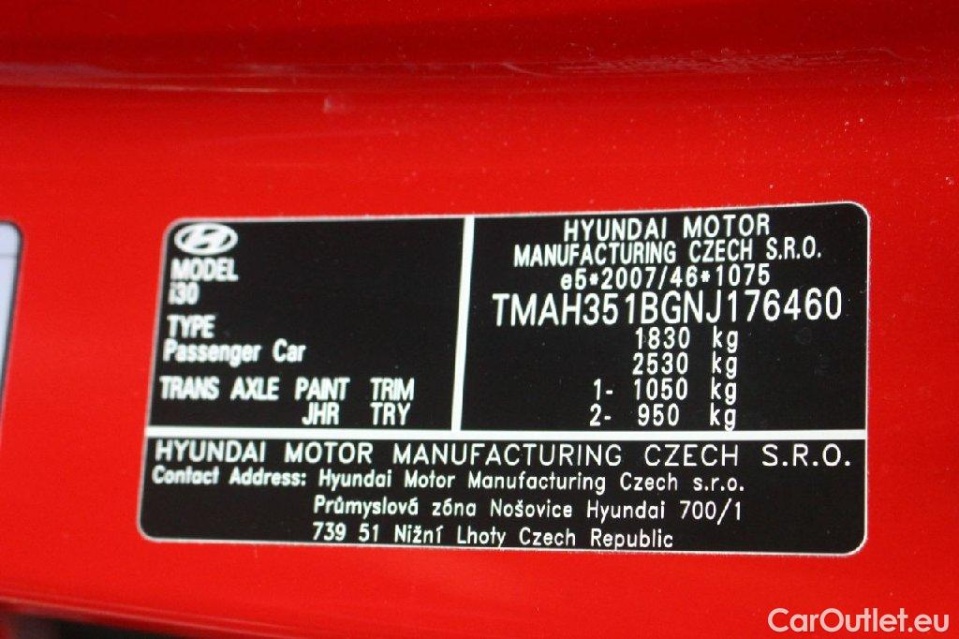 MODEL
i30
TYPE
Passenger Car
TRANS AXLE PAINT TRIM
JHR TRY
HYUNDAI MOTOR
MANUFACTURING CZECH S.R.O.
e5*2007/46*1075
TMAH351BGNJ176460
1830 kg
2530 kg
1- 1050 kg
2- 950 kg
HYUNDAI MOTOR MANUFACTURING CZECH S.R.O.
Contact Address: Hyundai Motor Manufacturing Czech s.r.o.
Průmyslová zóna Nošovice Hyundai 700/1
739 51 Nižní Lhoty Czech Republic
CarOutlet.eu